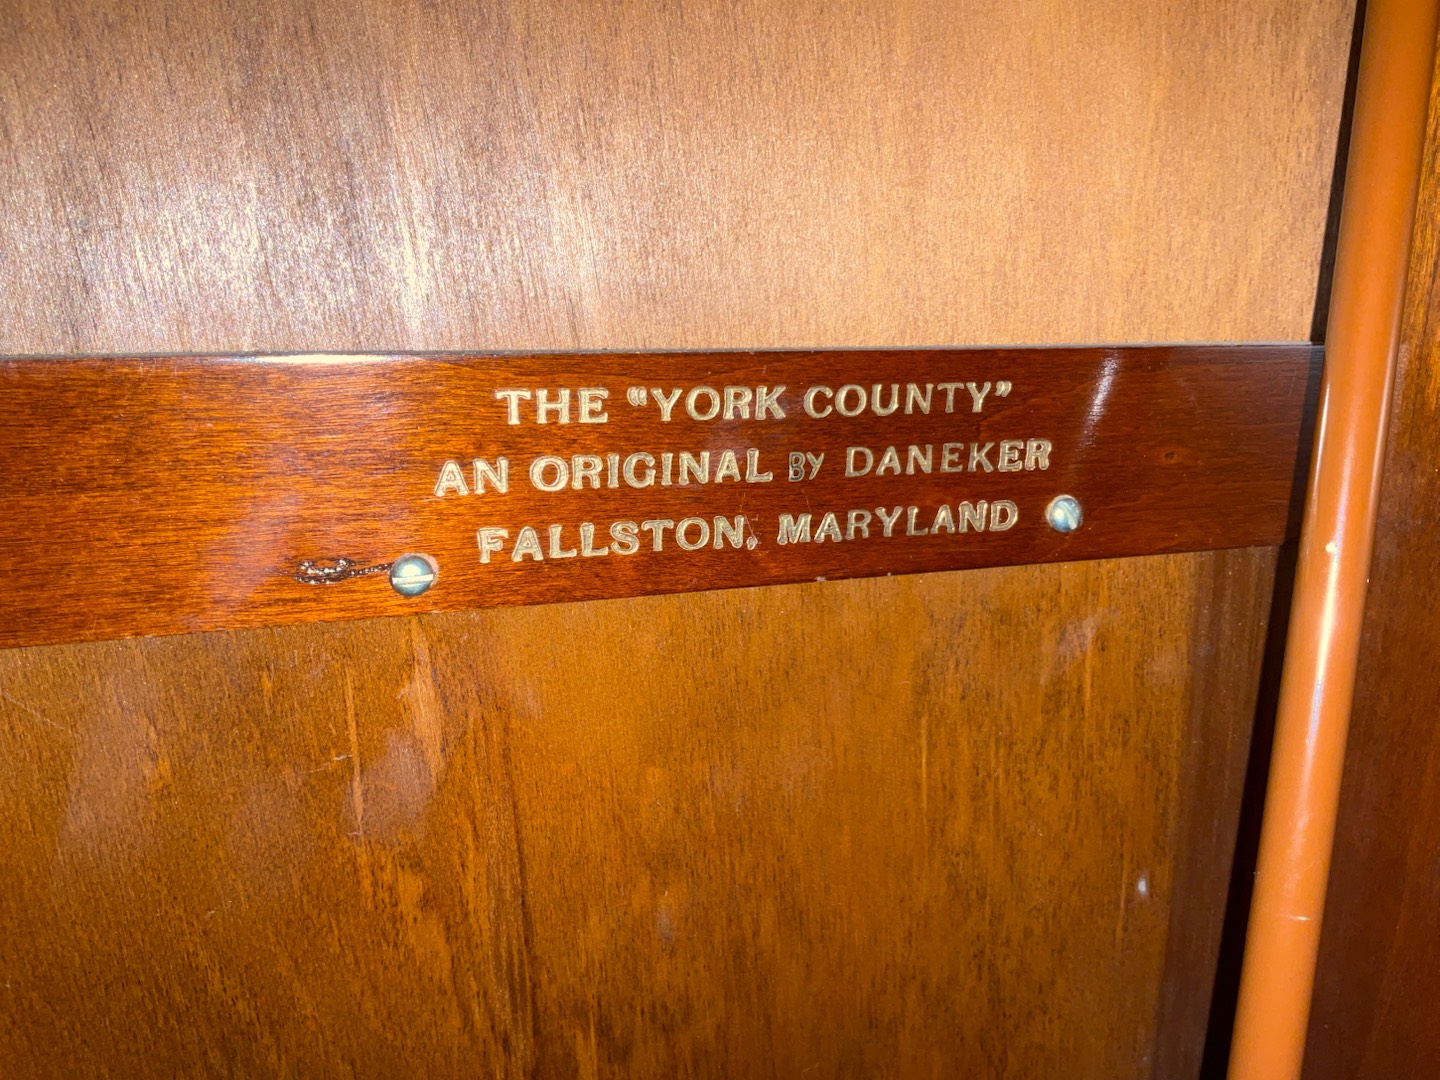 THE “YORK COUNTY”
AN ORIGINAL BY DANEKER
FALLSTON, MARYLAND